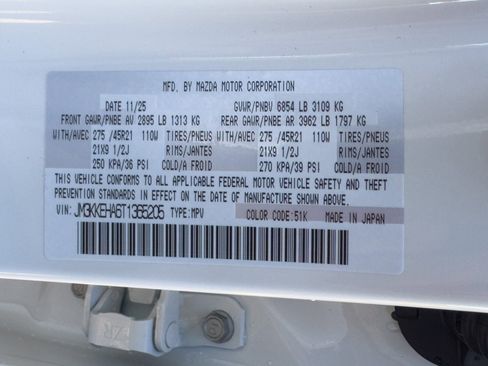 MFD. BY MAZDA MOTOR CORPORATION
DATE 11/25 GVWR/PNBV 6854 LB 3109 KG
FRONT GAWR/PNBE AV 2895 LB 1313 KG REAR GAWR/PNBE AR 3962 LB 1797 KG
WITH/AVEC 275 /45R21 110W TIRES/PNEUS WITH/AVEC 275 /45R21 110W TIRES/PNEUS
21X9 1/2J RIMS/JANTES 21X9 1/2J RIMS/JANTES
250 KPA/36 PSI COLD/A FROID 270 KPA/39 PSI COLD/A FROID
THIS VEHICLE CONFORMS TO ALL APPLICABLE FEDERAL MOTOR VEHICLE SAFETY AND THEFT
PREVENTION STANDARDS IN EFFECT ON THE DATE OF MANUFACTURE SHOWN ABOVE.
VIN: JM3KKEHA6T1365205 TYPE: MPV COLOR CODE: 51K MADE IN JAPAN